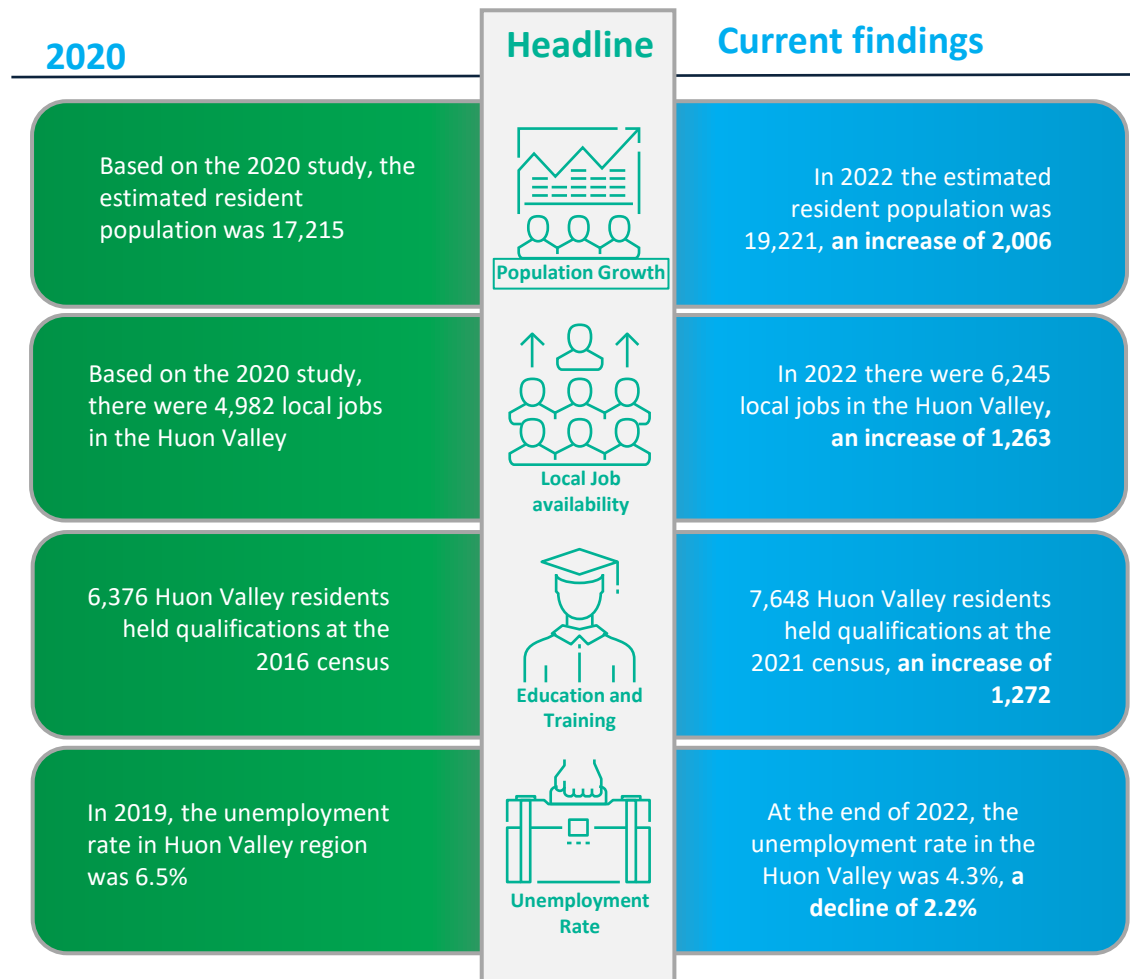 2020
Headline
Current findings
Based on the 2020 study, the
estimated resident
population was 17,215
Population Growth
In 2022 the estimated
resident population was
19,221, an increase of 2,006
Based on the 2020 study,
there were 4,982 local jobs
in the Huon Valley
Local Job
availability
In 2022 there were 6,245
local jobs in the Huon Valley,
an increase of 1,263
6,376 Huon Valley residents
held qualifications at the
2016 census
Education and
Training
7,648 Huon Valley residents
held qualifications at the
2021 census, an increase of
1,272
In 2019, the unemployment
rate in Huon Valley region
was 6.5%
Unemployment
Rate
At the end of 2022, the
unemployment rate in the
Huon Valley was 4.3%, a
decline of 2.2%